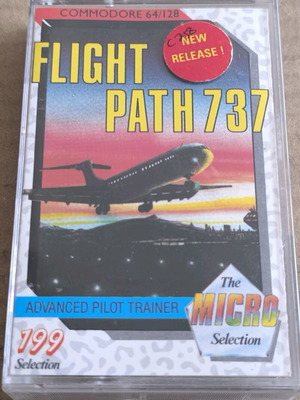 COMMODORE 64/128
NEW
RELEASE!
FLIGHT
PATH 737
ADVANCED PILOT TRAINER
The
MICRO
Selection
199
Selection